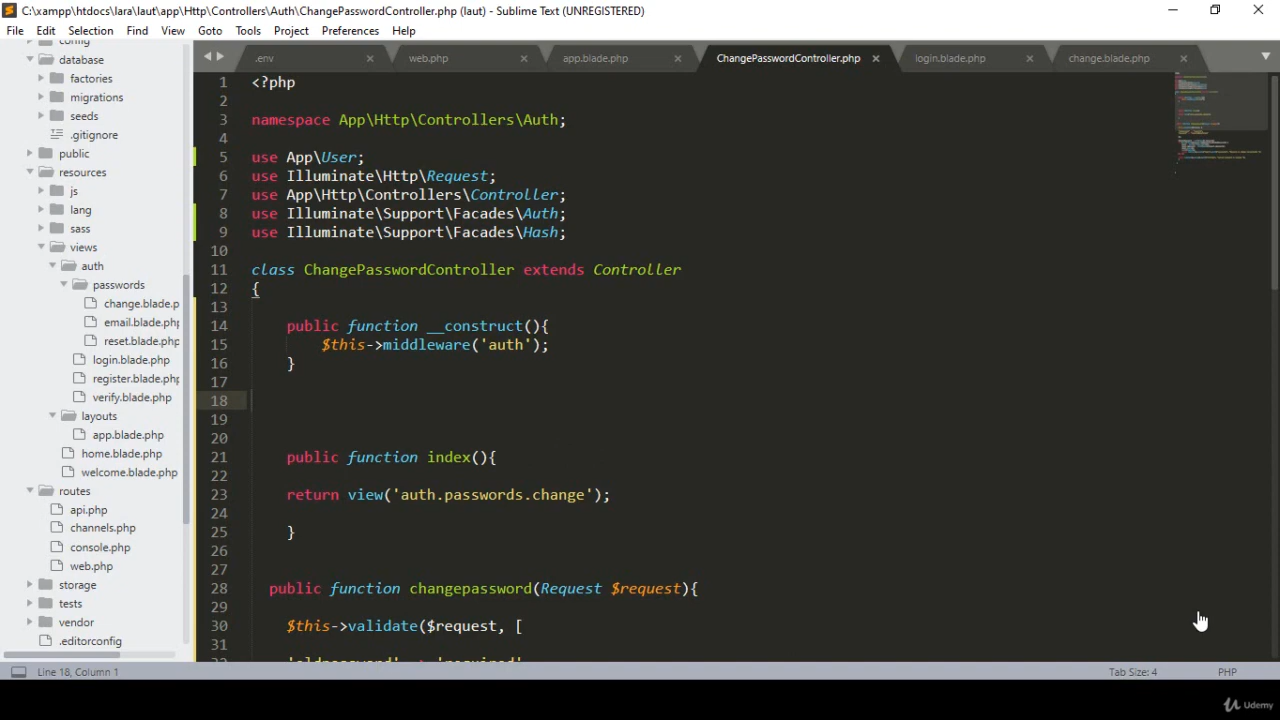 C:\xampp\htdocs\lara\laut\app\Http\Controllers\Auth\ChangePasswordController.php (laut) - Sublime Text (UNREGISTERED)
File Edit Selection Find View Goto Tools Project Preferences Help
config
database
factories
migrations
seeds
.gitignore
public
resources
js
lang
sass
views
auth
passwords
change.blade.p
email.blade.php
reset.blade.php
login.blade.php
register.blade.php
verify.blade.php
layouts
app.blade.php
home.blade.php
welcome.blade.php
routes
api.php
channels.php
console.php
web.php
storage
tests
vendor
.editorconfig
.env web.php app.blade.php ChangePasswordController.php login.blade.php change.blade.php
1 <?php
2
3 namespace App\Http\Controllers\Auth;
4
5 use App\User;
6 use Illuminate\Http\Request;
7 use App\Http\Controllers\Controller;
8 use Illuminate\Support\Facades\Auth;
9 use Illuminate\Support\Facades\Hash;
10
11 class ChangePasswordController extends Controller
12 {
13
14 public function __construct(){
15 $this->middleware('auth');
16 }
17
18
19
20
21 public function index(){
22
23 return view('auth.passwords.change');
24
25 }
26
27
28 public function changepassword(Request $request){
29
30 $this->validate($request, [
31
32 'oldpassword' => 'required'
Line 18, Column 1 Tab Size: 4 PHP
Udemy